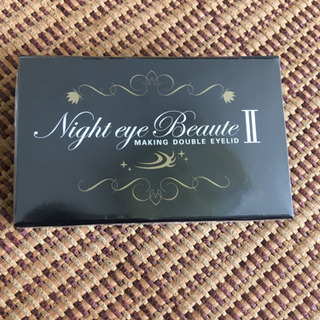 Night eye Beaute II
MAKING DOUBLE EYELID